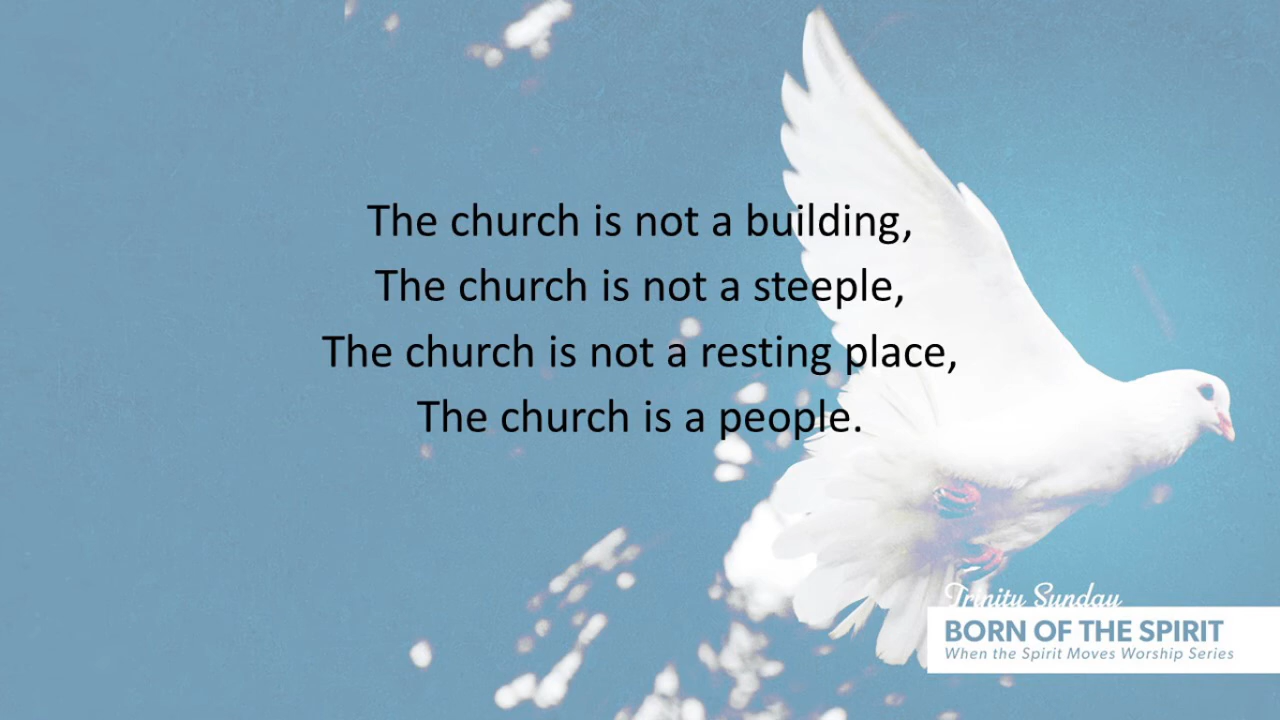 The church is not a building,
The church is not a steeple,
The church is not a resting place,
The church is a people.
Trinity Sunday
BORN OF THE SPIRIT
When the Spirit Moves Worship Series